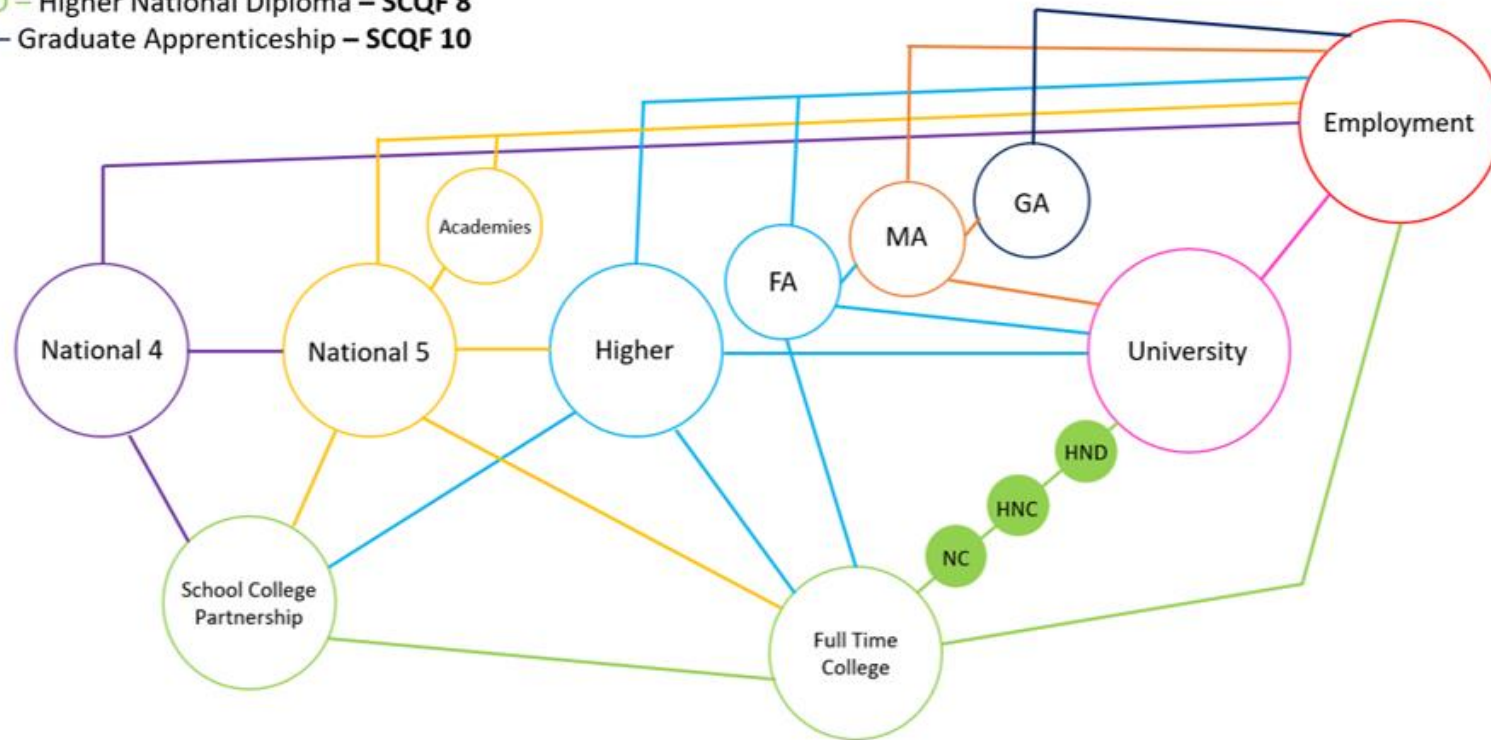 – Higher National Diploma – SCQF 8
– Graduate Apprenticeship – SCQF 10
Employment
GA
Academies
MA
FA
National 4
National 5
Higher
University
HND
HNC
NC
School College
Partnership
Full Time
College